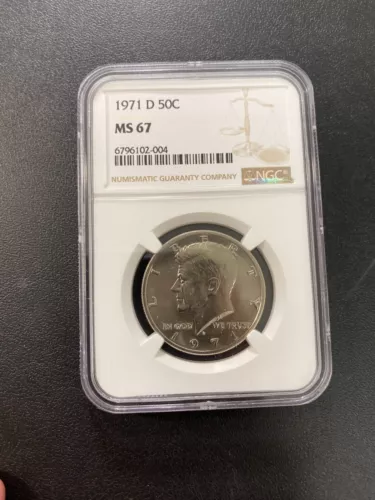 1971 D 50C
MS 67
6796102-004
NUMISMATIC GUARANTY COMPANY NGC®
LIBERTY
IN GOD WE TRUST
1971